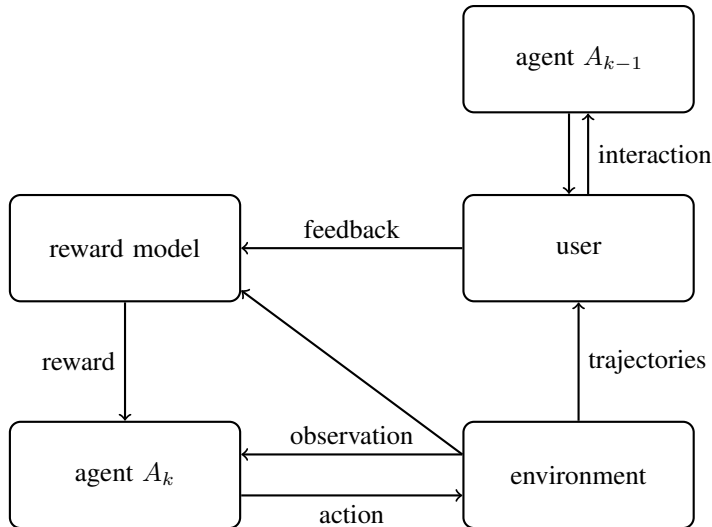 agent $A_{k-1}$
interaction
reward model
feedback
user
reward
trajectories
agent $A_k$
observation
environment
action